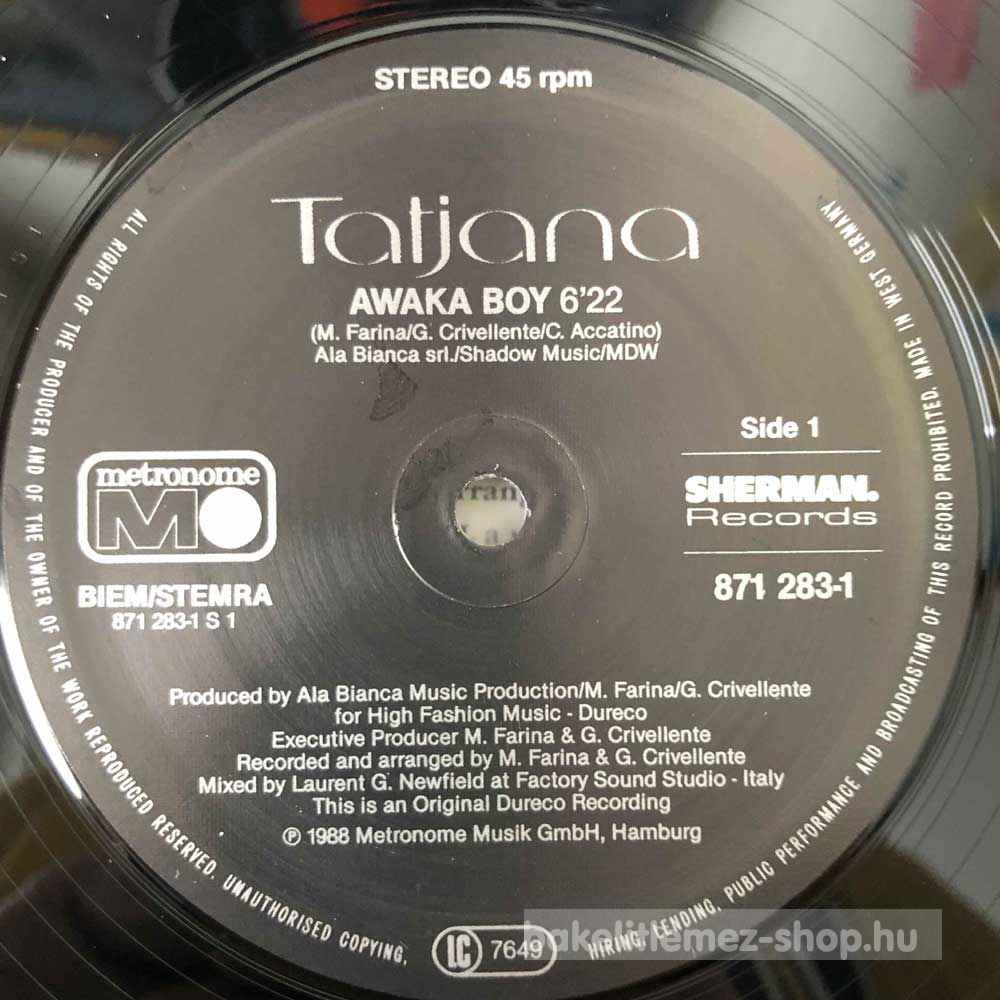 STEREO 45 rpm
Tatjana
AWAKA BOY 6'22
(M. Farina/G. Crivellente/C. Accatino)
Ala Bianca srl./Shadow Music/MDW
Side 1
metronome
M
BIEM/STEMRA
871 283-1 S 1
SHERMAN.
Records
871 283-1
Produced by Ala Bianca Music Production/M. Farina/G. Crivellente
for High Fashion Music - Dureco
Executive Producer M. Farina & G. Crivellente
Recorded and arranged by M. Farina & G. Crivellente
Mixed by Laurent G. Newfield at Factory Sound Studio - Italy
This is an Original Dureco Recording
℗ 1988 Metronome Musik GmbH, Hamburg
ALL RIGHTS OF THE PRODUCER AND OF THE OWNER OF THE WORK REPRODUCED RESERVED. UNAUTHORISED COPYING, HIRING, LENDING, PUBLIC PERFORMANCE AND BROADCASTING OF THIS RECORD PROHIBITED. MADE IN WEST GERMANY
LC 7649
bakelitlemez-shop.hu